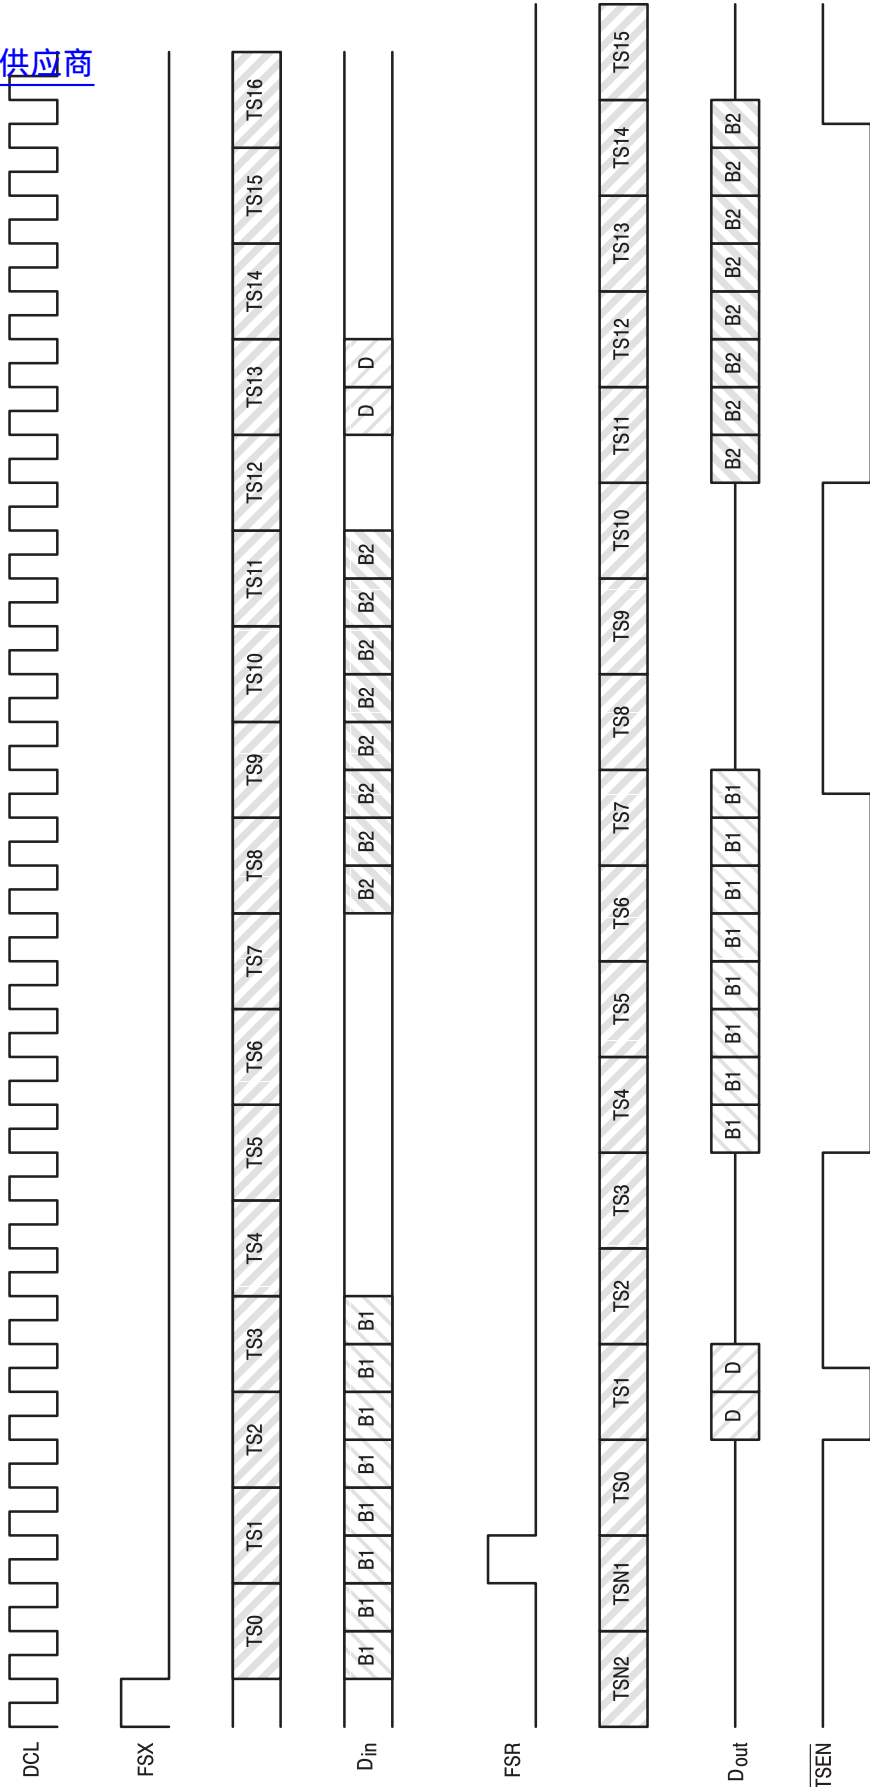 供应商
DCL
FSX
TS0 TS1 TS2 TS3 TS4 TS5 TS6 TS7 TS8 TS9 TS10 TS11 TS12 TS13 TS14 TS15 TS16
Din
B1 B1 B1 B1 B1 B1 B1 B1 B2 B2 B2 B2 B2 B2 B2 B2 D D
FSR
TSN2 TSN1 TS0 TS1 TS2 TS3 TS4 TS5 TS6 TS7 TS8 TS9 TS10 TS11 TS12 TS13 TS14 TS15
Dout
D D B1 B1 B1 B1 B1 B1 B1 B1 B2 B2 B2 B2 B2 B2 B2 B2
TSEN